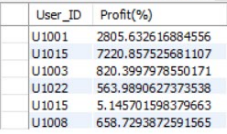 User_ID Profit(%)
U1001 2805.632616884556
U1015 7220.857525681107
U1003 820.3997978550171
U1022 563.9890627373538
U1015 5.145701598379663
U1008 658.7293872591565